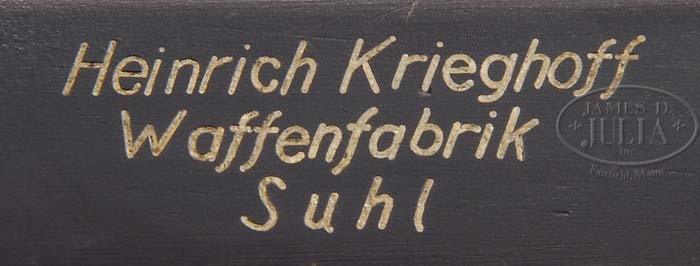 Heinrich Krieghoff
Waffenfabrik
Suhl
JAMES D.
JULIA
Inc.
Fairfield, Maine